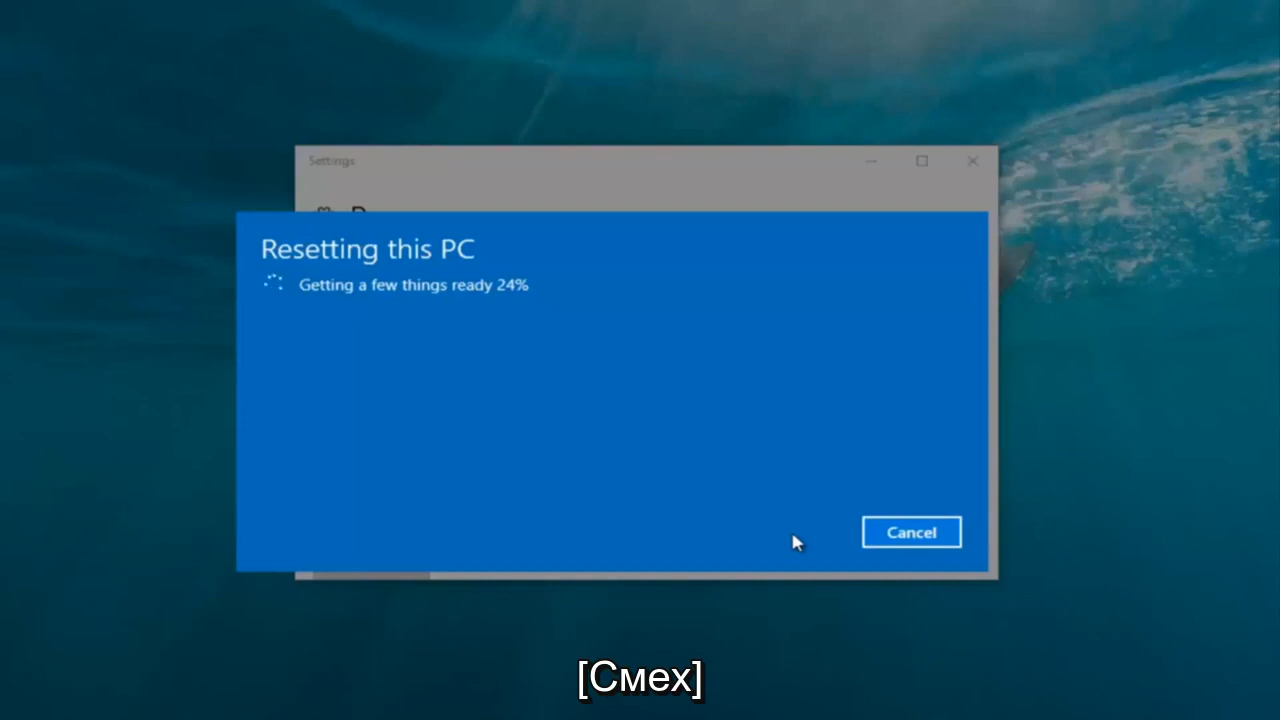 Settings
Resetting this PC
Getting a few things ready 24%
Cancel
[Смех]